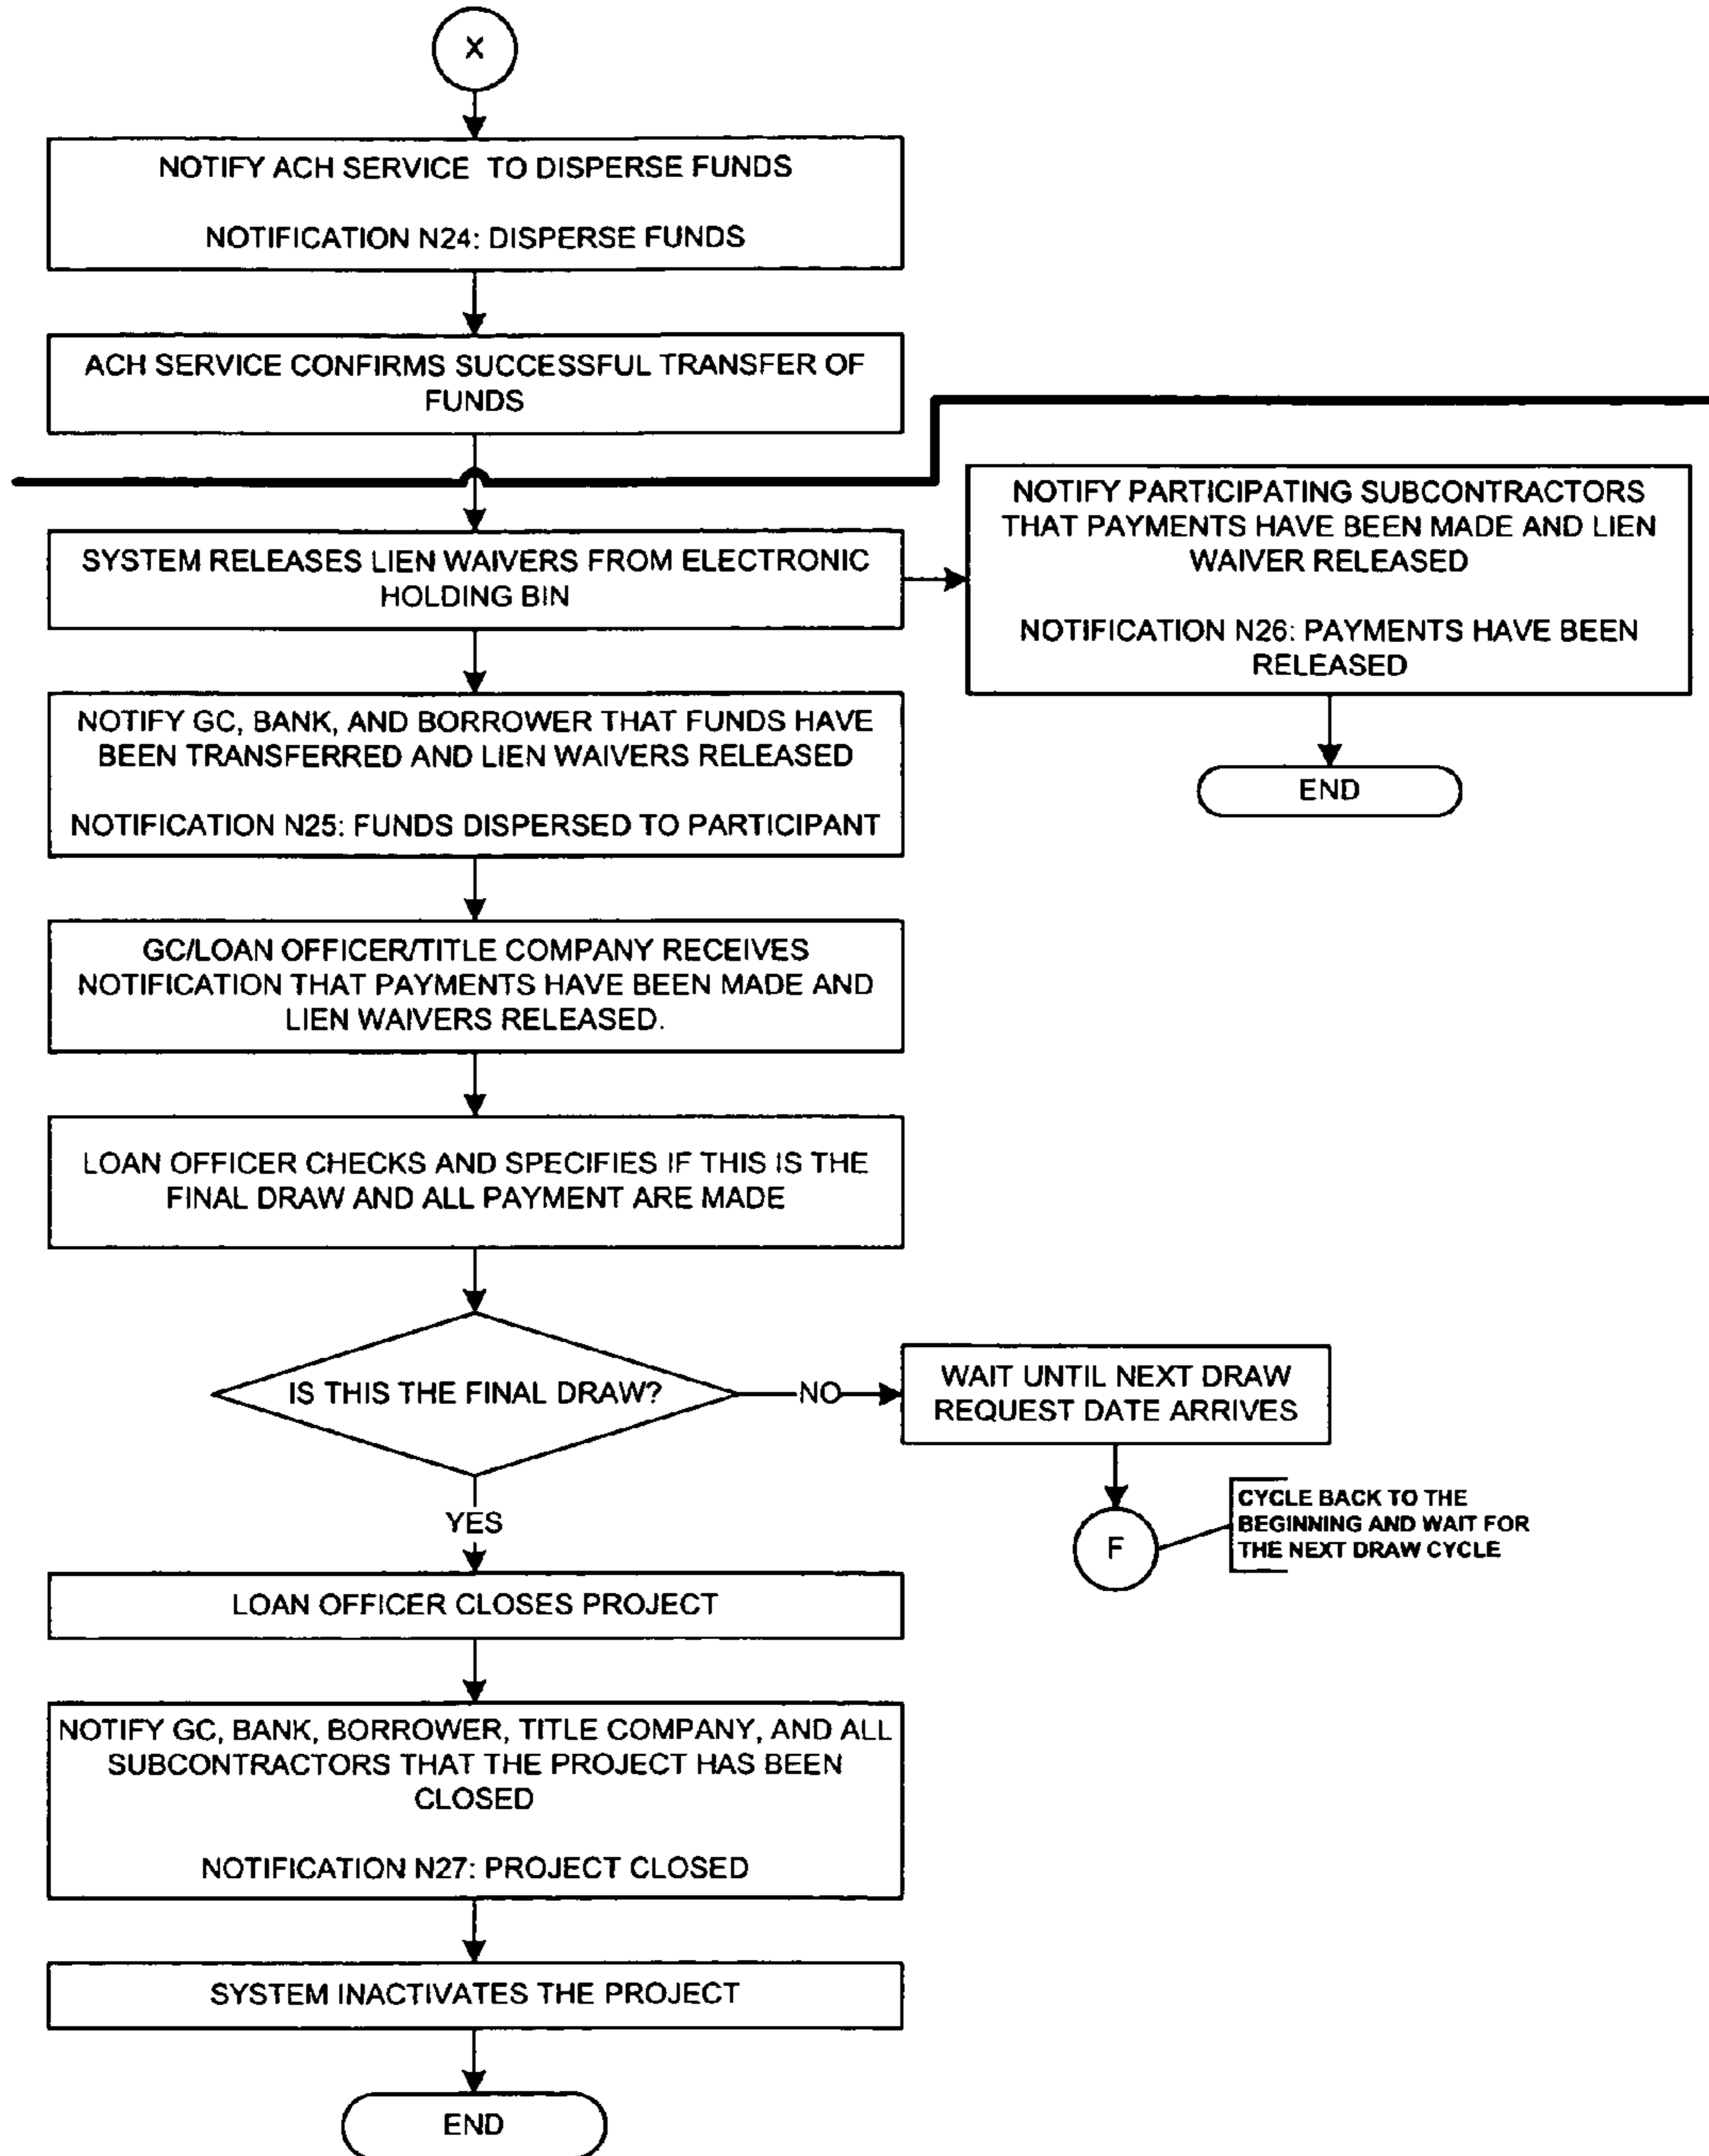 X
NOTIFY ACH SERVICE TO DISPERSE FUNDS
NOTIFICATION N24: DISPERSE FUNDS
ACH SERVICE CONFIRMS SUCCESSFUL TRANSFER OF
FUNDS
SYSTEM RELEASES LIEN WAIVERS FROM ELECTRONIC
HOLDING BIN
NOTIFY PARTICIPATING SUBCONTRACTORS
THAT PAYMENTS HAVE BEEN MADE AND LIEN
WAIVER RELEASED
NOTIFICATION N26: PAYMENTS HAVE BEEN
RELEASED
END
NOTIFY GC, BANK, AND BORROWER THAT FUNDS HAVE
BEEN TRANSFERRED AND LIEN WAIVERS RELEASED
NOTIFICATION N25: FUNDS DISPERSED TO PARTICIPANT
GC/LOAN OFFICER/TITLE COMPANY RECEIVES
NOTIFICATION THAT PAYMENTS HAVE BEEN MADE AND
LIEN WAIVERS RELEASED.
LOAN OFFICER CHECKS AND SPECIFIES IF THIS IS THE
FINAL DRAW AND ALL PAYMENT ARE MADE
IS THIS THE FINAL DRAW?
NO
WAIT UNTIL NEXT DRAW
REQUEST DATE ARRIVES
F
CYCLE BACK TO THE
BEGINNING AND WAIT FOR
THE NEXT DRAW CYCLE
YES
LOAN OFFICER CLOSES PROJECT
NOTIFY GC, BANK, BORROWER, TITLE COMPANY, AND ALL
SUBCONTRACTORS THAT THE PROJECT HAS BEEN
CLOSED
NOTIFICATION N27: PROJECT CLOSED
SYSTEM INACTIVATES THE PROJECT
END